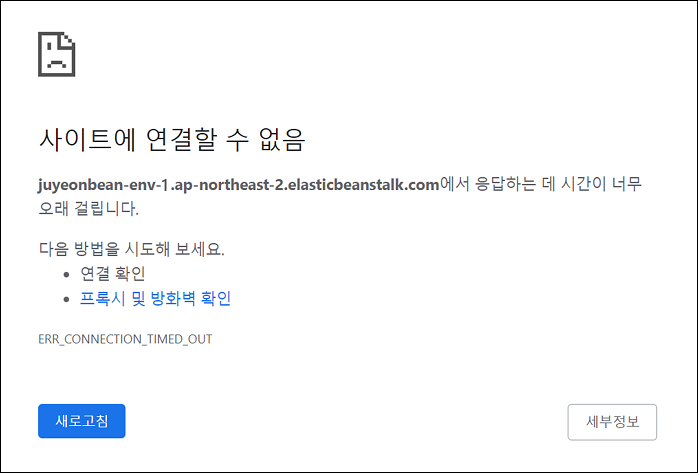 사이트에 연결할 수 없음
juyeonbean-env-1.ap-northeast-2.elasticbeanstalk.com에서 응답하는 데 시간이 너무
오래 걸립니다.
다음 방법을 시도해 보세요.
• 연결 확인
• 프록시 및 방화벽 확인
ERR_CONNECTION_TIMED_OUT
새로고침
세부정보